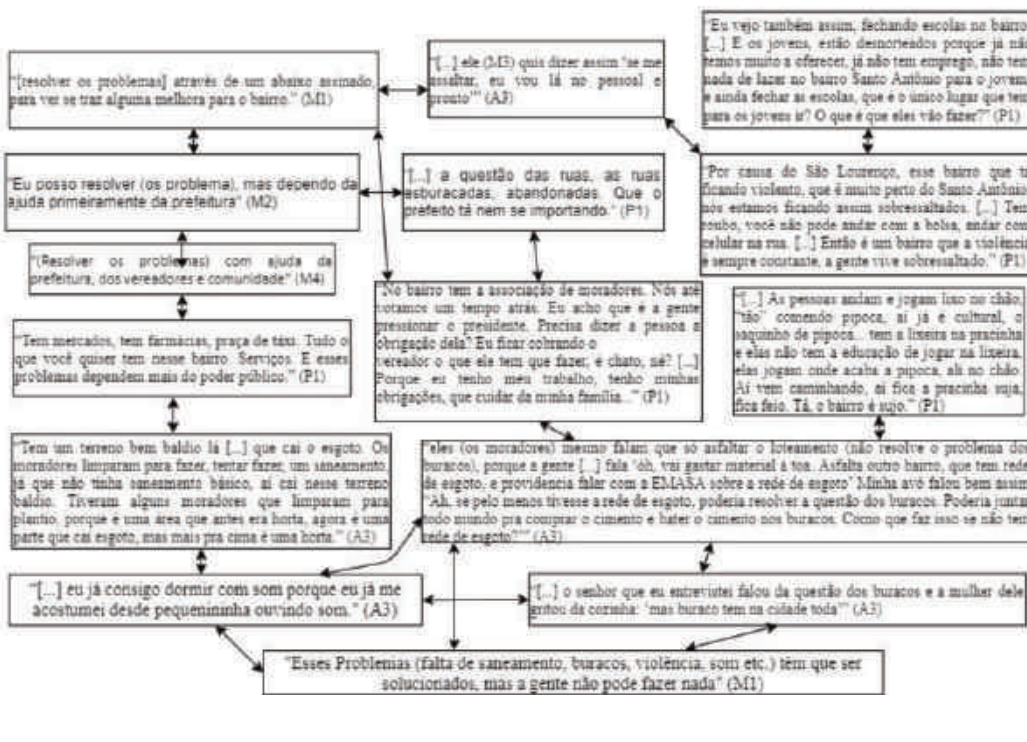 "[resolver os problemas] através de um abaixo assinado,
para ver se traz alguma melhora para o bairro." (M1)
"[...] ele (M3) quis dizer assim "se me
assaltar, eu vou lá no pessoal e
pronto"" (A3)
"Eu vejo também assim, fechando escolas no bairro
[...] E os jovens, estão desnorteados porque já não
temos muito a oferecer, já não tem emprego, não tem
nada de lazer no bairro Santo Antônio para o jovem
e ainda fechar as escolas, que é o único lugar que tem
para os jovens ir? O que é que eles vão fazer?" (P1)
"Eu posso resolver (os problema), mas dependo da
ajuda primeiramente da prefeitura" (M2)
"[...] a questão das ruas, as ruas
esburacadas, abandonadas. Que o
prefeito tá nem se importando." (P1)
"Por causa do São Lourenço, esse bairro que tá
ficando violento, que é muito perto do Santo Antônio,
nós estamos ficando assim sobressaltados. [...] Tem
roubo, você não pode andar com a bolsa, andar com
celular na rua. [...] Então é um bairro que a violência
é sempre constante, a gente vive sobressaltado." (P1)
"(Resolver os problemas) com ajuda da
prefeitura, dos vereadores e comunidade" (M4)
"No bairro tem a associação de moradores. Nós até
votamos um tempo atrás. Eu acho que é a gente
pressionar o presidente. Precisa dizer a pessoa a
obrigação dela? Eu ficar cobrando o
vereador o que ele tem que fazer, é chato, né? [...]
Porque eu tenho meu trabalho, tenho minhas
obrigações, que cuidar da minha família..." (P1)
"[...] As pessoas andam e jogam lixo no chão,
"tão" comendo pipoca, aí já é cultural, o
saquinho de pipoca... tem a lixeira na pracinha
e elas não tem a educação de jogar na lixeira,
elas jogam onde acaba a pipoca, ali no chão.
Aí vem caminhando, aí fica a pracinha suja,
fica feio. Tá, o bairro é sujo." (P1)
"Tem mercados, tem farmácias, praça de táxi. Tudo o
que você quiser tem nesse bairro. Serviços. E esses
problemas dependem mais do poder público." (P1)
"Tem um terreno bem baldio lá [...] que cai o esgoto. Os
moradores limparam para fazer, tentar fazer, um saneamento,
já que não tinha saneamento básico, aí cai nesse terreno
baldio. Tiveram alguns moradores que limparam para
plantio, porque é uma área que antes era horta, agora é uma
parte que cai esgoto, mas mais pra cima é uma horta." (A3)
"eles (os moradores) mesmo falam que só asfaltar o loteamento (não resolve o problema dos
buracos), porque a gente [...] fala "óh, vai gastar material à toa. Asfalta outro bairro, que tem rede
de esgoto, e providencia falar com a EMASA sobre a rede de esgoto" Minha avó falou bem assim
"Ah, se pelo menos tivesse a rede de esgoto, poderia resolver a questão dos buracos. Poderia juntar
todo mundo pra comprar o cimento e bater o cimento nos buracos. Como que faz isso se não tem
rede de esgoto?"" (A3)
"[...] eu já consigo dormir com som porque eu já me
acostumei desde pequenininha ouvindo som." (A3)
"[...] o senhor que eu entrevistei falou da questão dos buracos e a mulher dele
gritou da cozinha: 'mas buraco tem na cidade toda'" (A3)
"Esses Problemas (falta de saneamento, buracos, violência, som etc.) têm que ser
solucionados, mas a gente não pode fazer nada" (M1)